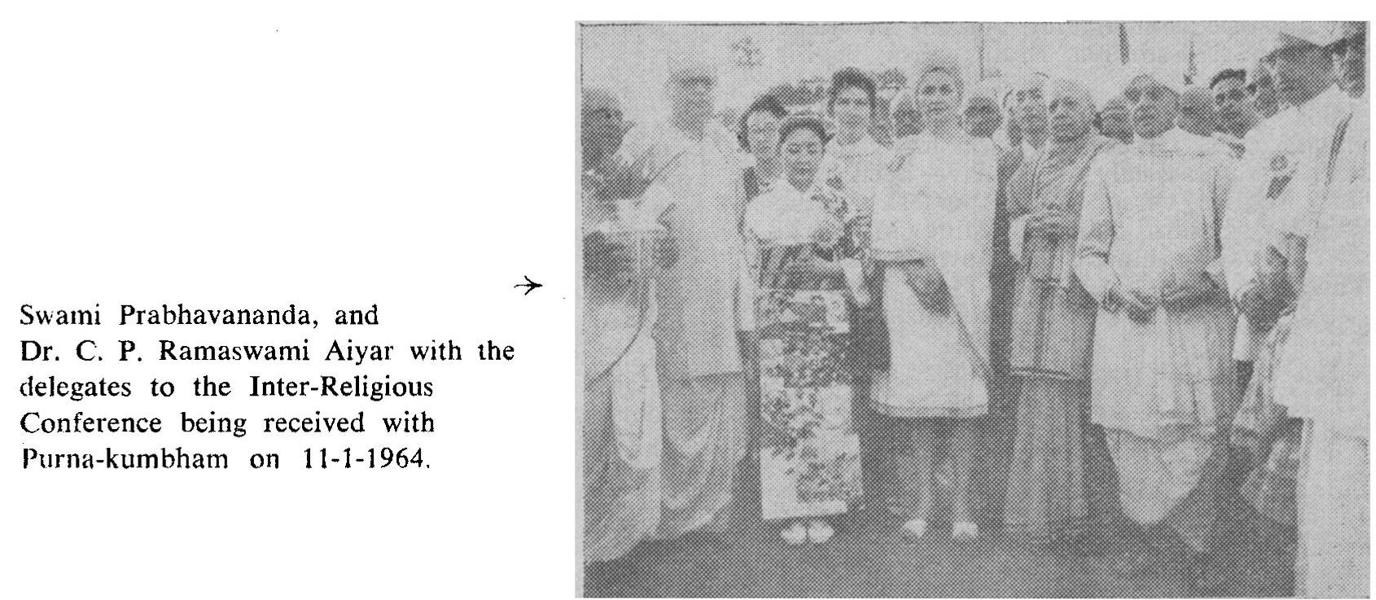 Swami Prabhavananda, and
Dr. C. P. Ramaswami Aiyar with the
delegates to the Inter-Religious
Conference being received with
Purna-kumbham on 11-1-1964.